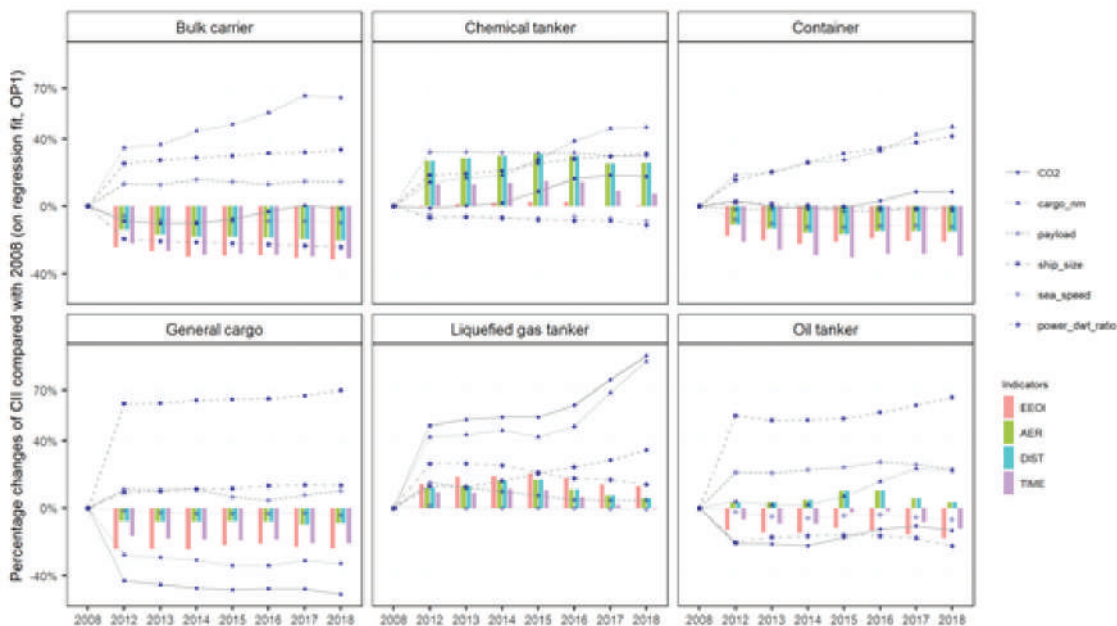 Percentage changes of CII compared with 2008 (on regression fit, OP1)
Bulk carrier
Chemical tanker
Container
70%
40%
0%
-40%
General cargo
Liquefied gas tanker
Oil tanker
70%
40%
0%
-40%
2008 2012 2013 2014 2015 2016 2017 2018
2008 2012 2013 2014 2015 2016 2017 2018
2008 2012 2013 2014 2015 2016 2017 2018
CO2
cargo_nm
payload
ship_size
sea_speed
power_dwt_ratio
Indicators
EEOI
AER
DIST
TIME